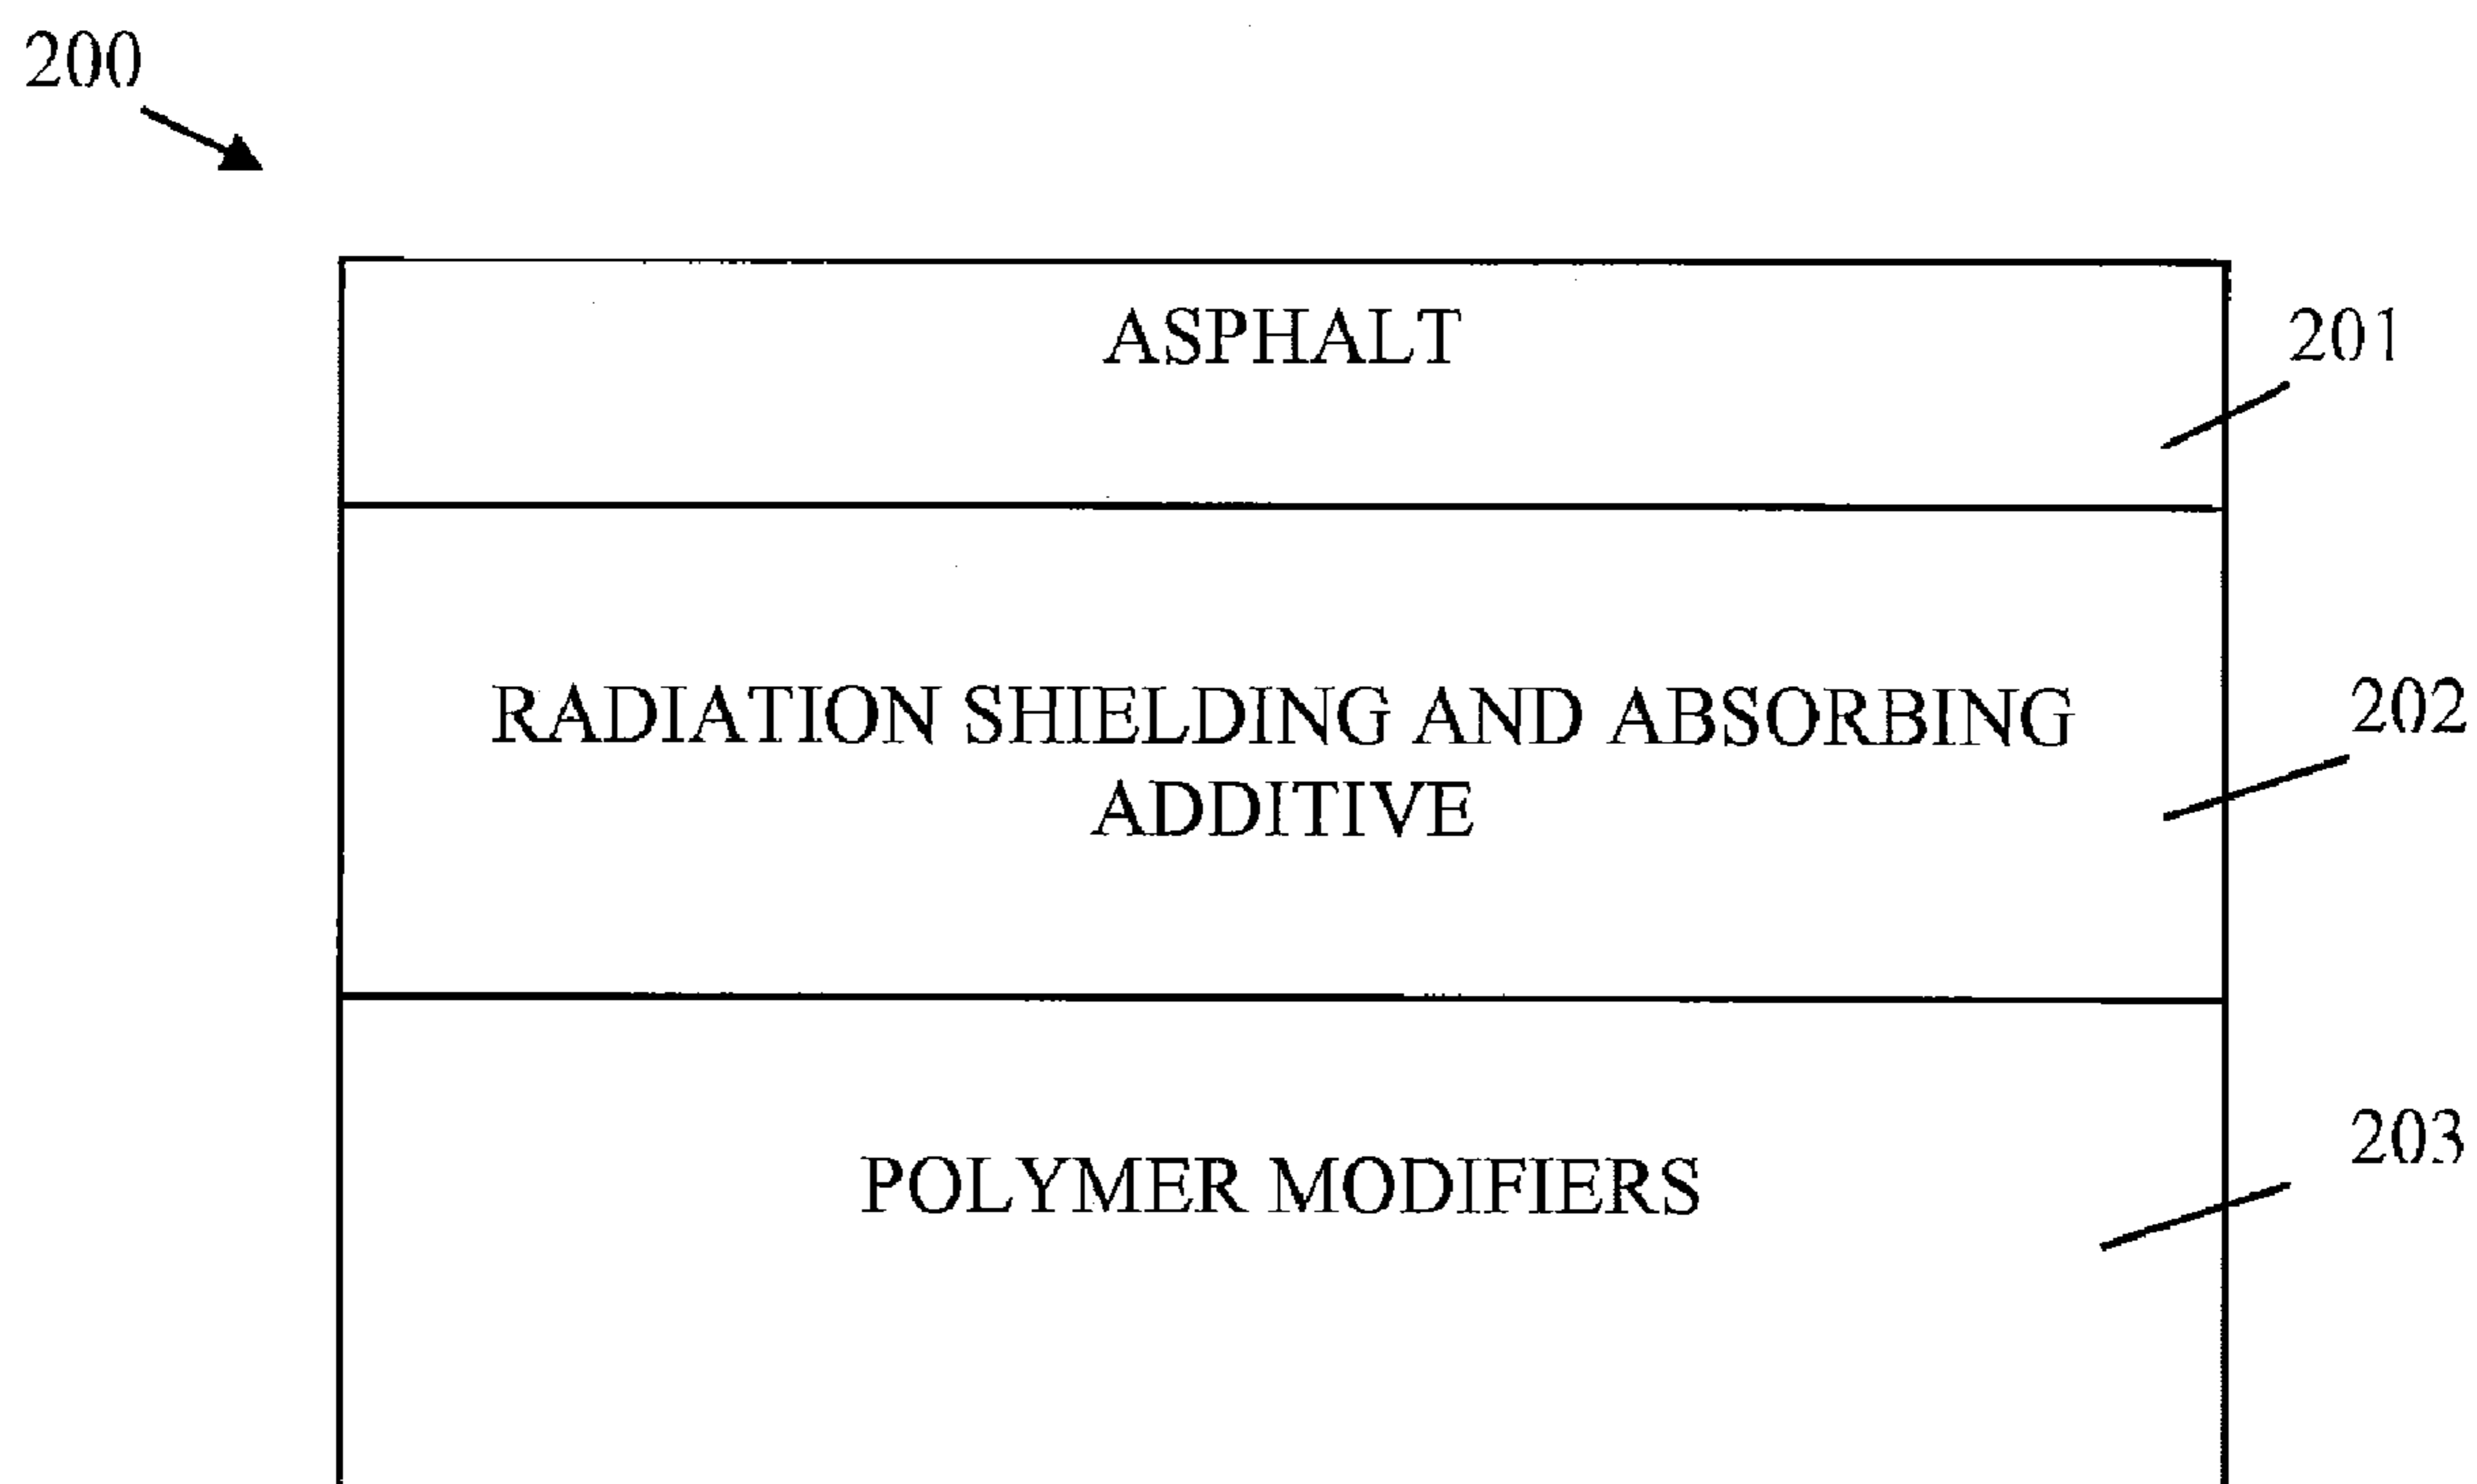 200
ASPHALT
201
RADIATION SHIELDING AND ABSORBING
ADDITIVE
202
POLYMER MODIFIERS
203